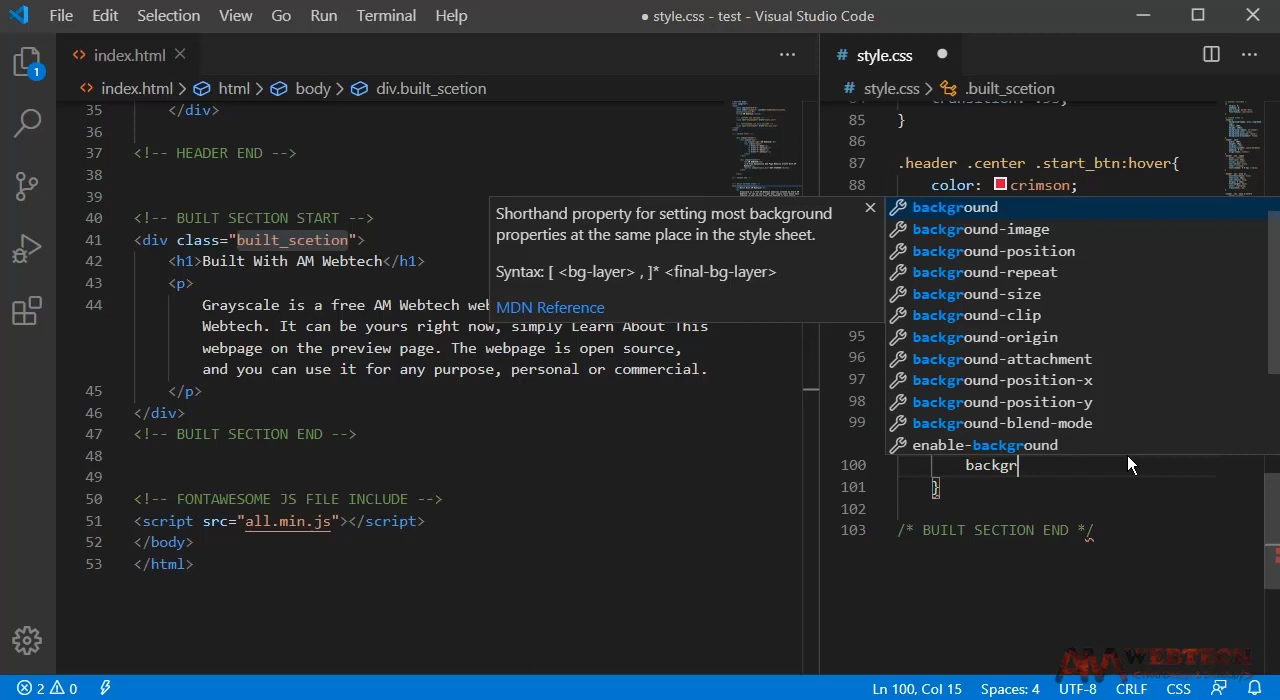 File Edit Selection View Go Run Terminal Help
● style.css - test - Visual Studio Code
index.html
# style.css ●
index.html > html > body > div.built_scetion
# style.css > .built_scetion
35 </div>
36
37 <!-- HEADER END -->
38
39
40 <!-- BUILT SECTION START -->
41 <div class="built_scetion">
42 <h1>Built With AM Webtech</h1>
43 <p>
44 Grayscale is a free AM Webtech
Webtech. It can be yours right now, simply Learn About This
webpage on the preview page. The webpage is open source,
and you can use it for any purpose, personal or commercial.
45 </p>
46 </div>
47 <!-- BUILT SECTION END -->
48
49
50 <!-- FONTAWESOME JS FILE INCLUDE -->
51 <script src="all.min.js"></script>
52 </body>
53 </html>
Shorthand property for setting most background
properties at the same place in the style sheet.
Syntax: [ <bg-layer> , ]* <final-bg-layer>
MDN Reference
85 }
86
87 .header .center .start_btn:hover{
88 color: crimson;
background
background-image
background-position
background-repeat
background-size
background-clip
background-origin
background-attachment
background-position-x
background-position-y
background-blend-mode
enable-background
95
96
97
98
99
100 backgr
101 }
102
103 /* BUILT SECTION END */
1
AM WEBTECH
2 0
Ln 100, Col 15 Spaces: 4 UTF-8 CRLF CSS